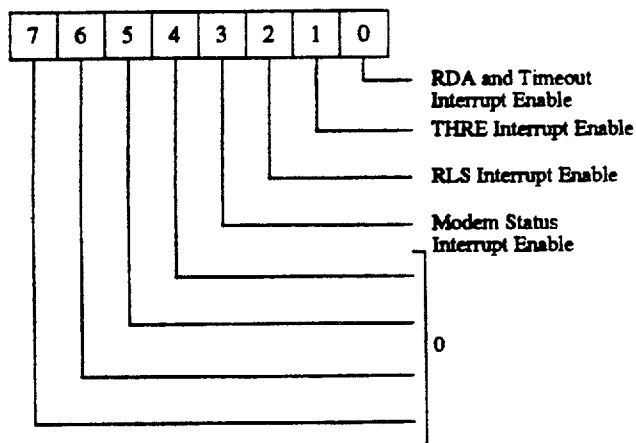 7 6 5 4 3 2 1 0
RDA and Timeout
Interrupt Enable
THRE Interrupt Enable
RLS Interrupt Enable
Modem Status
Interrupt Enable
0